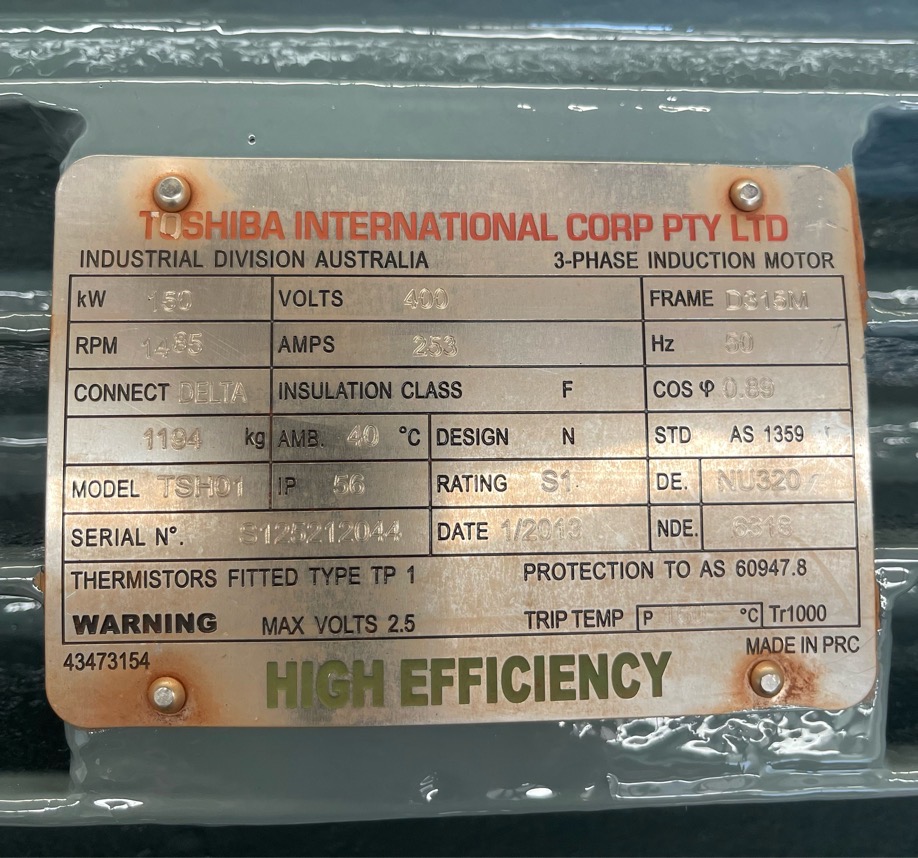 TOSHIBA INTERNATIONAL CORP PTY LTD
INDUSTRIAL DIVISION AUSTRALIA 3-PHASE INDUCTION MOTOR
kW 150 VOLTS 400 FRAME D315M
RPM 1485 AMPS 253 Hz 50
CONNECT DELTA INSULATION CLASS F COS φ 0.89
1194 kg AMB. 40 °C DESIGN N STD AS 1359
MODEL TSH01 IP 56 RATING S1 DE. NU320
SERIAL Nº. S125212044 DATE 1/2013 NDE.
THERMISTORS FITTED TYPE TP 1 PROTECTION TO AS 60947.8
WARNING MAX VOLTS 2.5 TRIP TEMP P °C Tr1000
43473154 HIGH EFFICIENCY MADE IN PRC